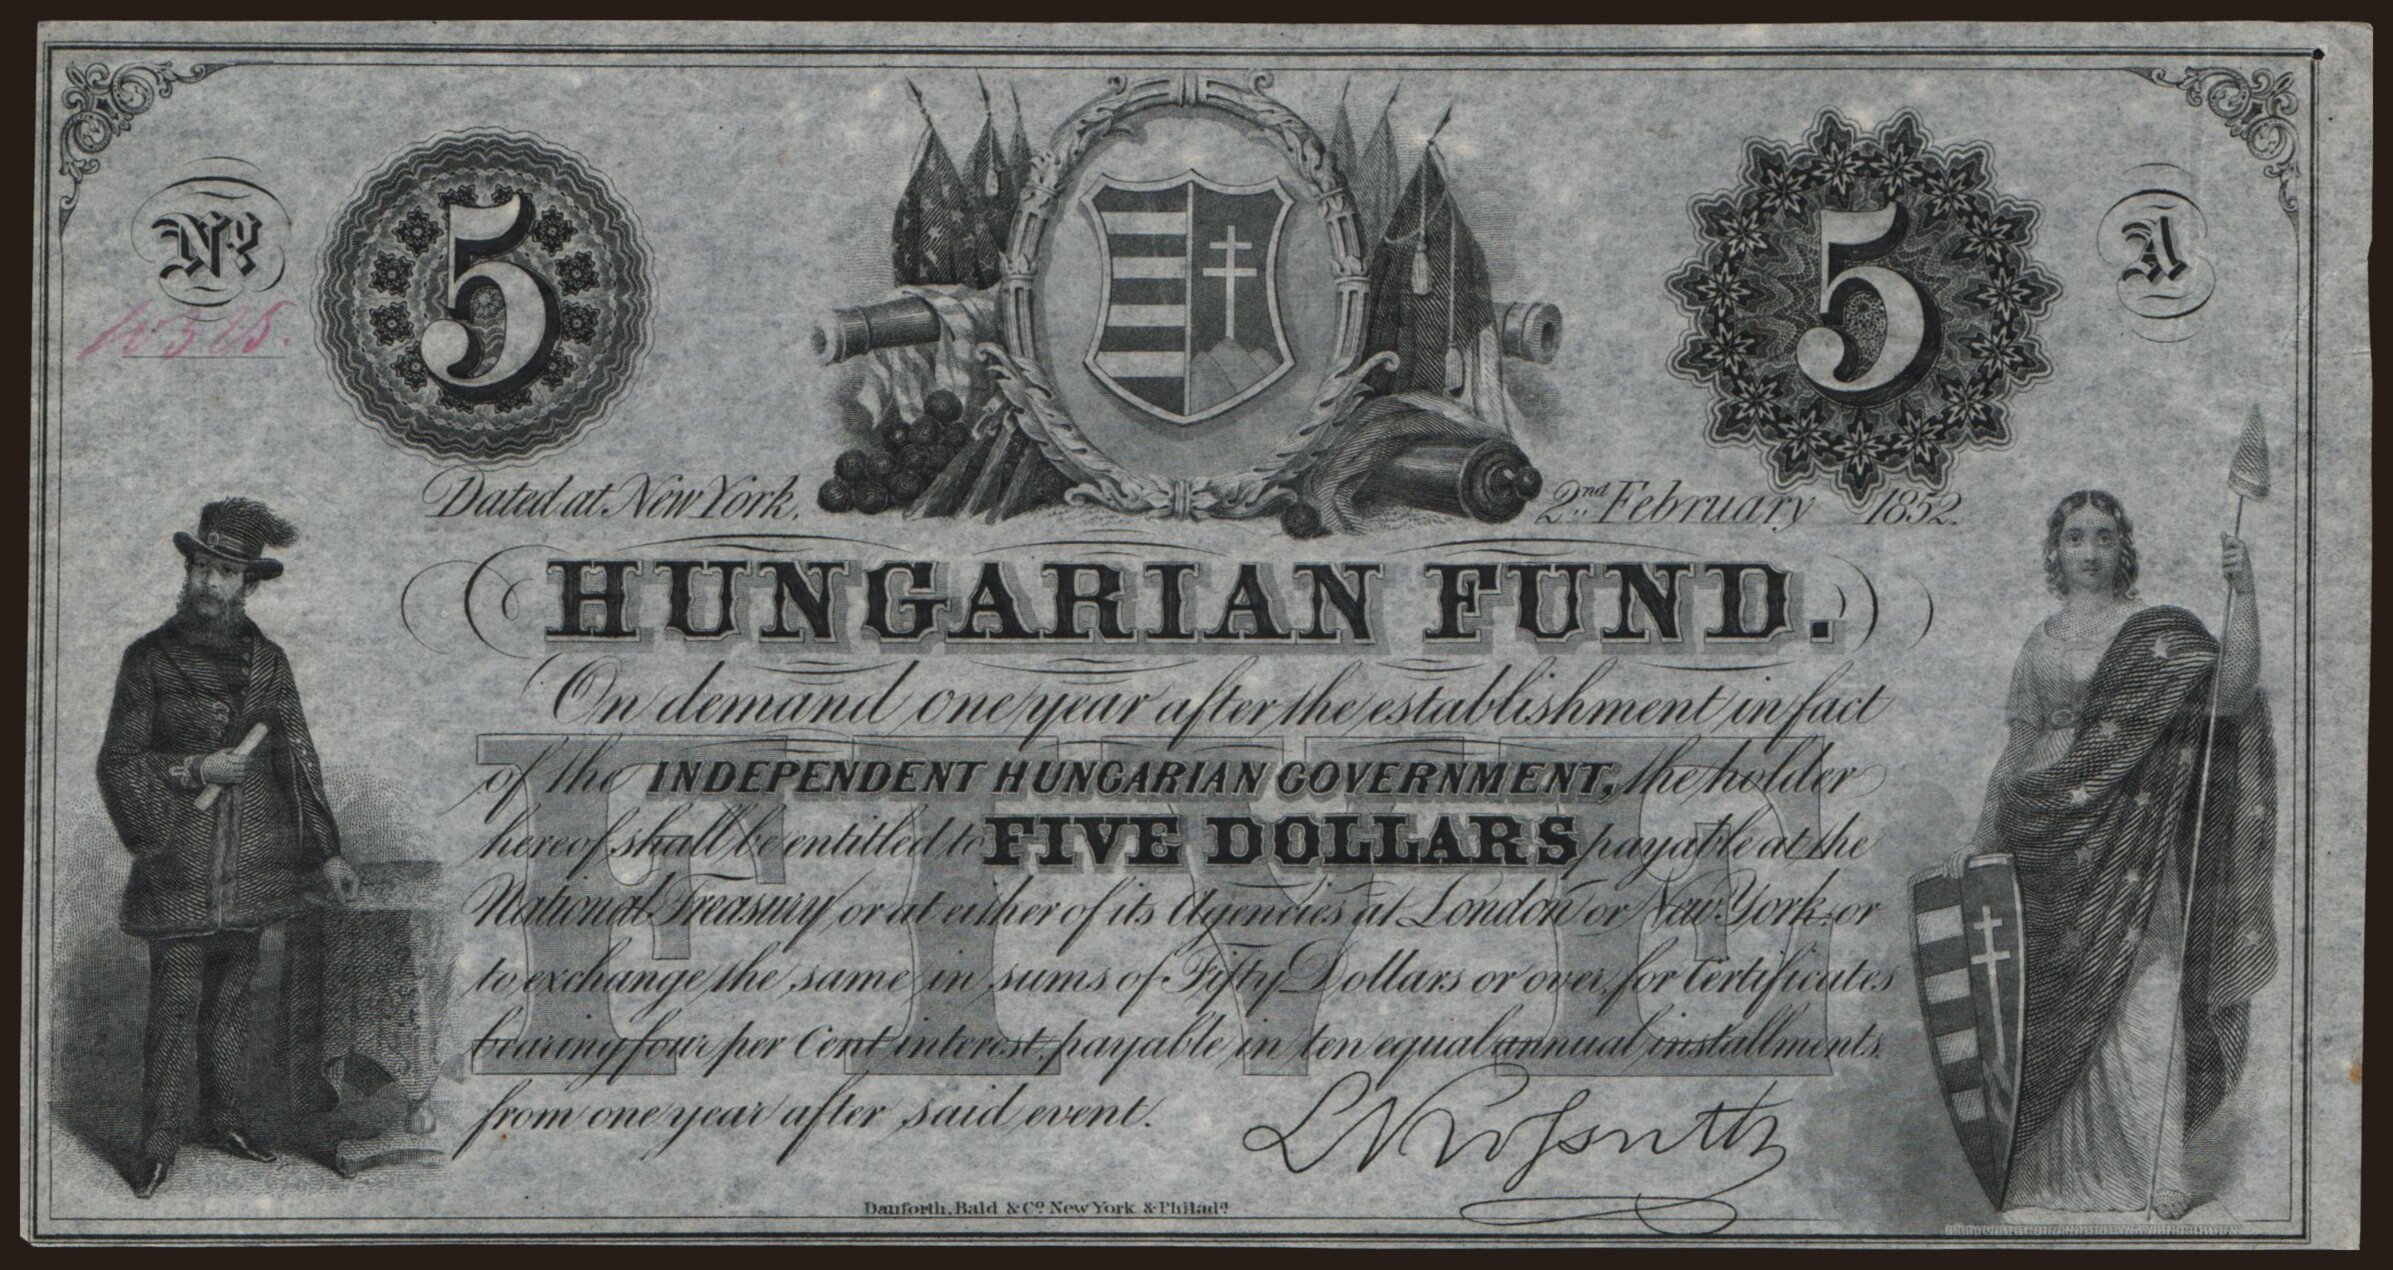 No
5
5
A
Dated at New York, 2nd February 1852.
HUNGARIAN FUND.
On demand one year after the establishment in fact
of the INDEPENDENT HUNGARIAN GOVERNMENT, the holder
hereof shall be entitled to FIVE DOLLARS payable at the
National Treasury or at either of its Agencies at London or New York, or
to exchange the same in sums of Fifty Dollars or over, for Certificates
bearing four per Cent interest, payable in ten equal annual installments
from one year after said event.
FIVE
L Kossuth
Danforth, Bald & Co. New York & Philada.